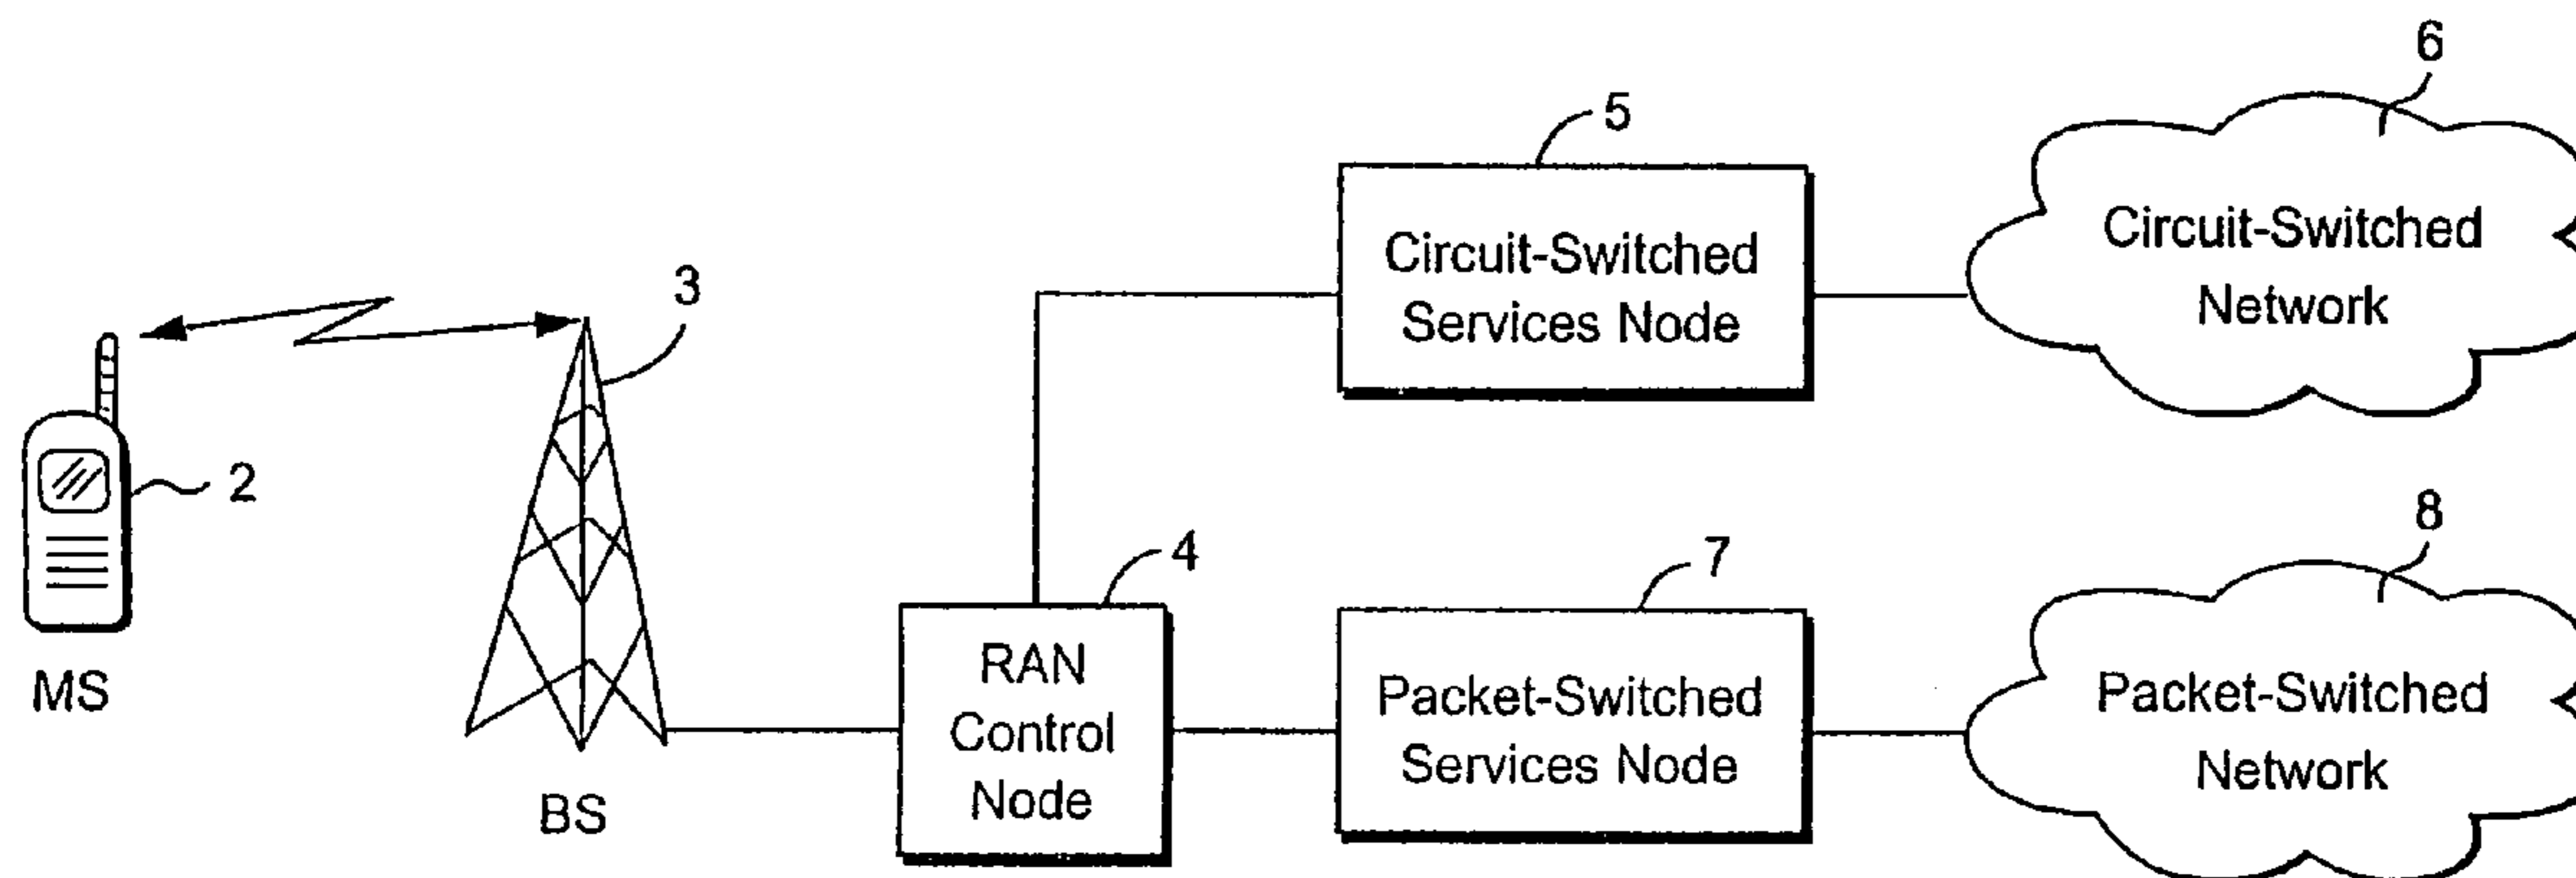 6
5
Circuit-Switched
Services Node
Circuit-Switched
Network
3
2
MS
BS
4
RAN
Control
Node
7
Packet-Switched
Services Node
8
Packet-Switched
Network